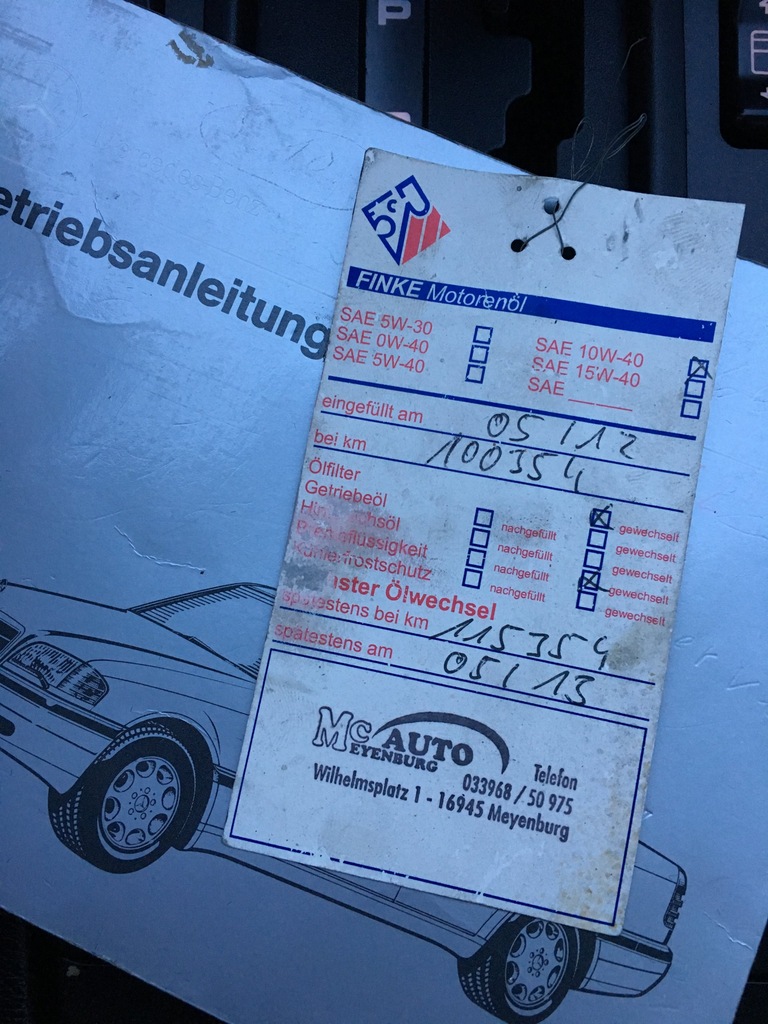 P
etriebsanleitung
FINKE Motorenöl
SAE 5W-30
SAE 0W-40
SAE 5W-40
SAE 10W-40
SAE 15W-40
SAE ______
eingefüllt am 05/12
bei km 100354
Ölfilter gewechselt
Getriebeöl nachgefüllt gewechselt
nachgefüllt gewechselt
nachgefüllt gewechselt
nachgefüllt gewechselt
Ölwechsel
spätestens bei km 115354
spätestens am 05/13
Mc AUTO
MEYENBURG
Telefon
033968 / 50 975
Wilhelmsplatz 1 - 16945 Meyenburg